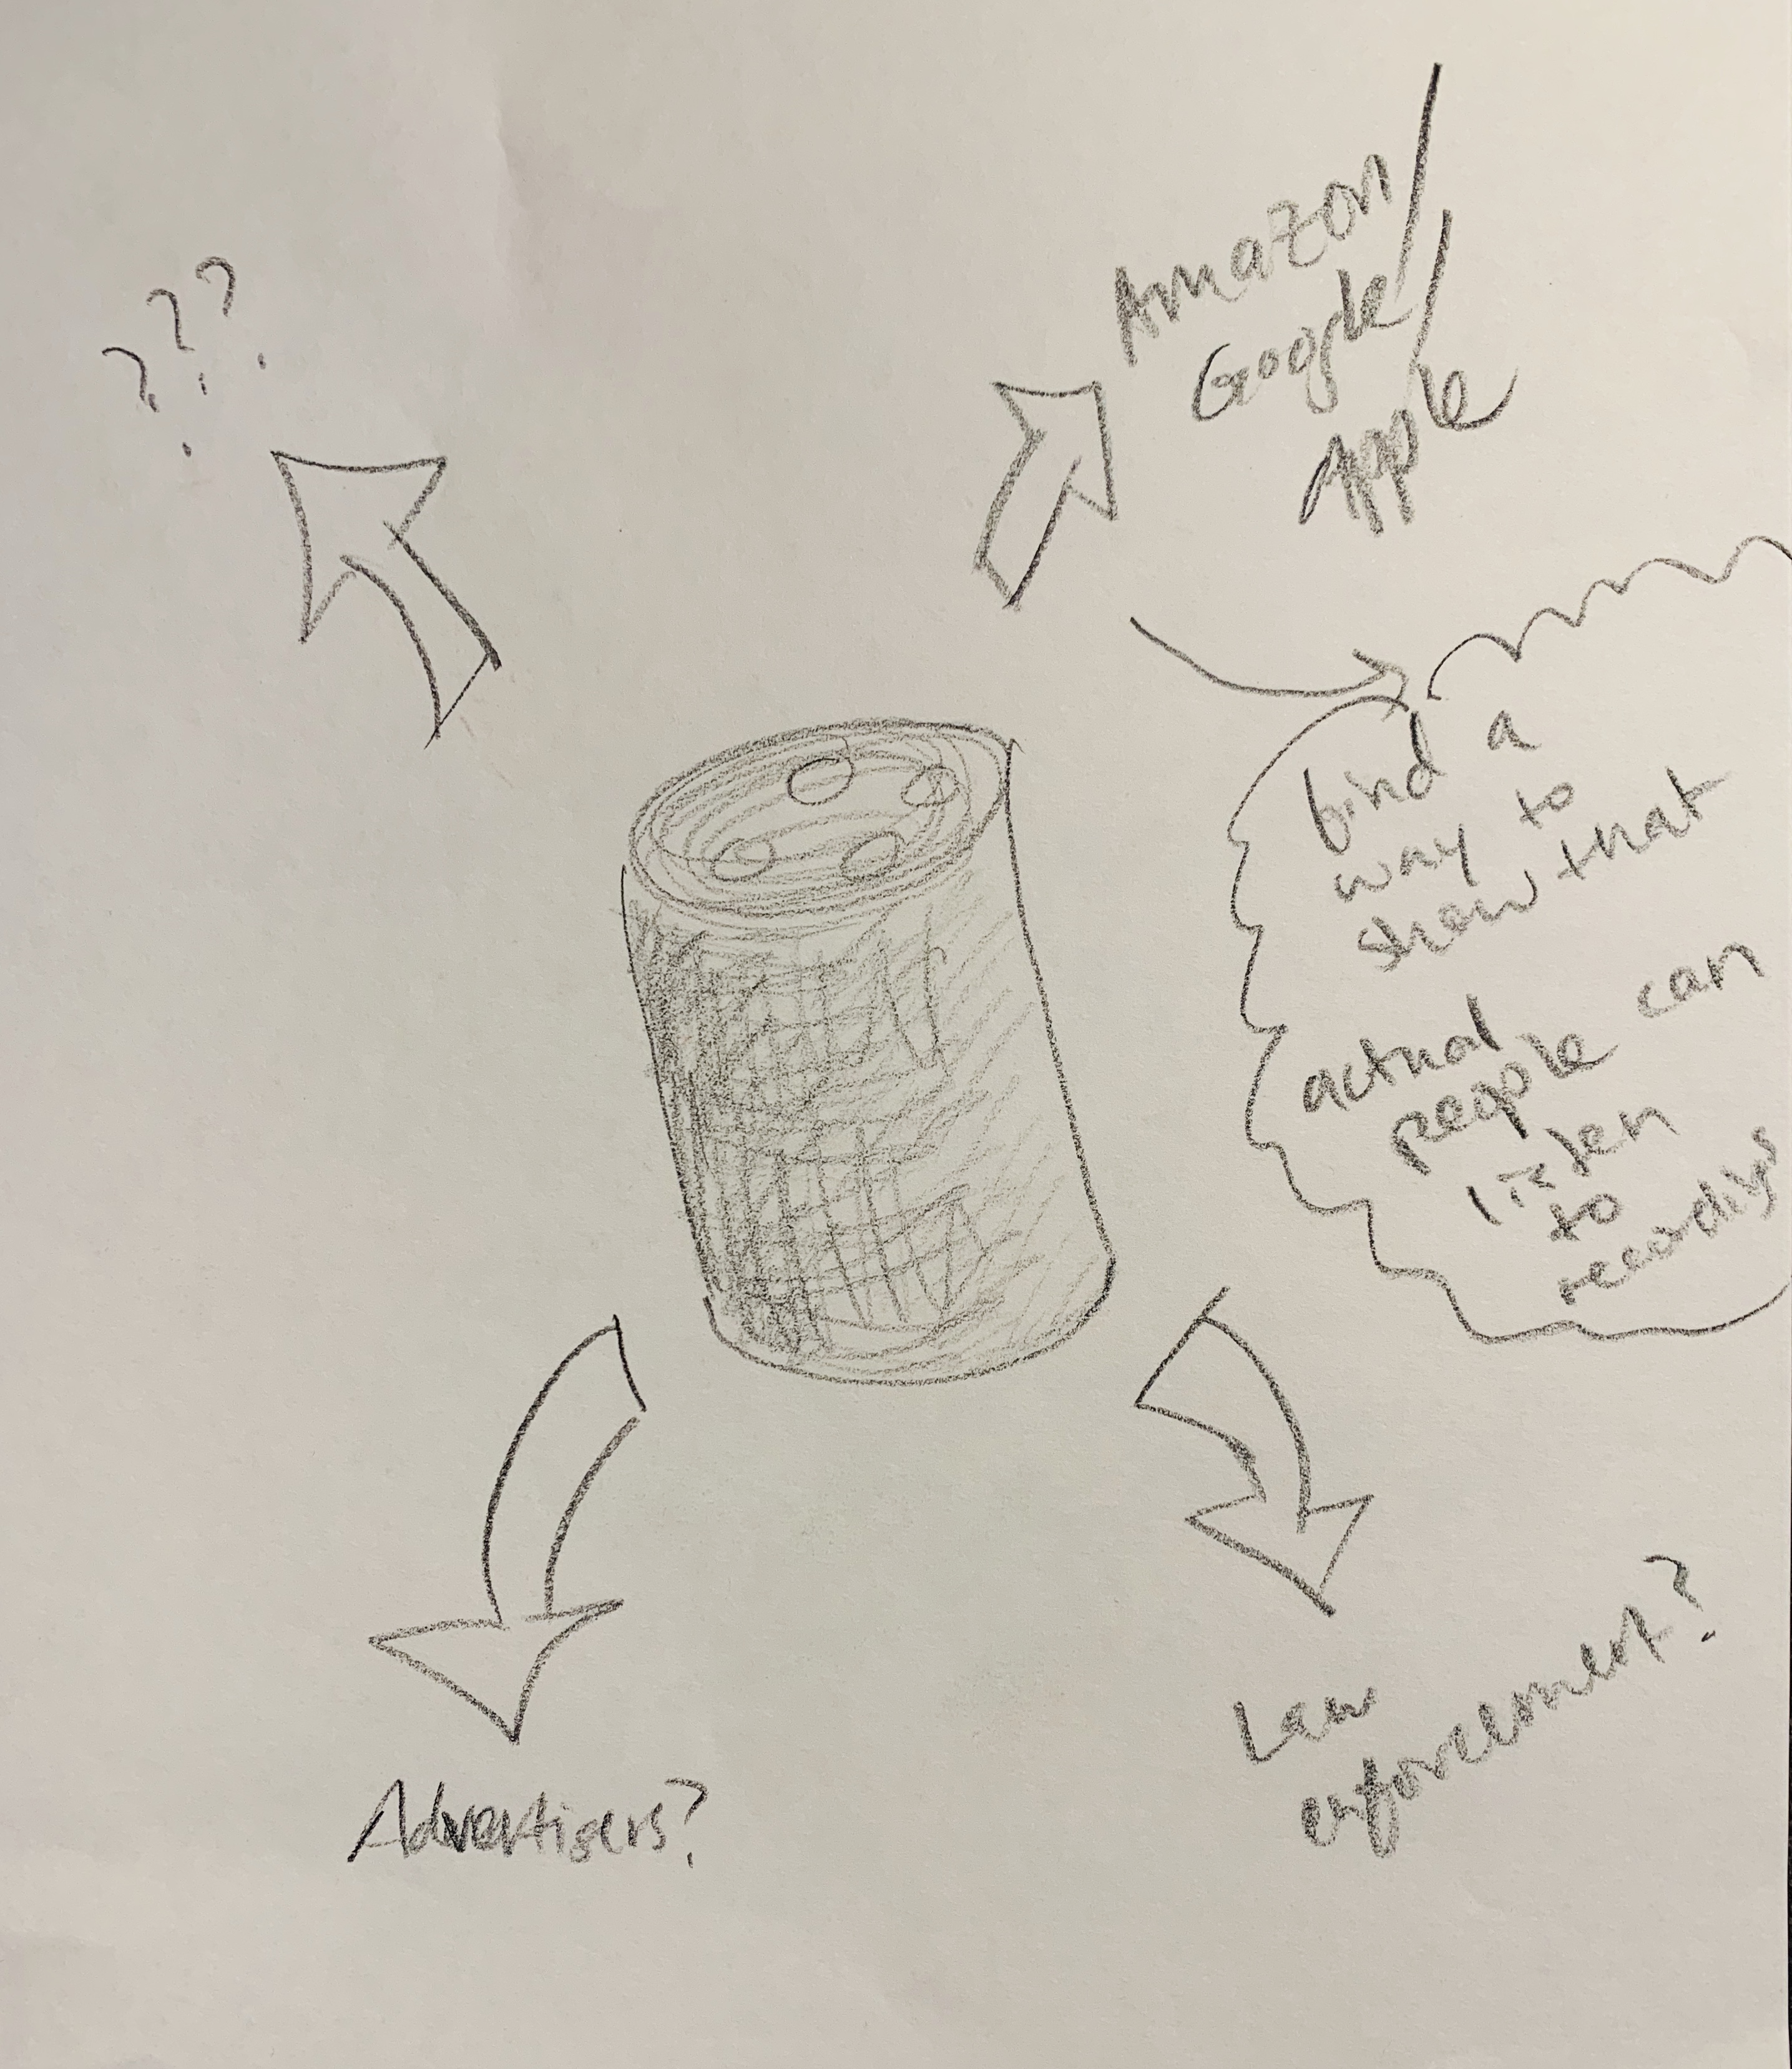 ???
Amazon/
Google/
Apple
find a
way to
show that
actual
people can
listen
to
recordings
Advertisers?
Law
enforcement?